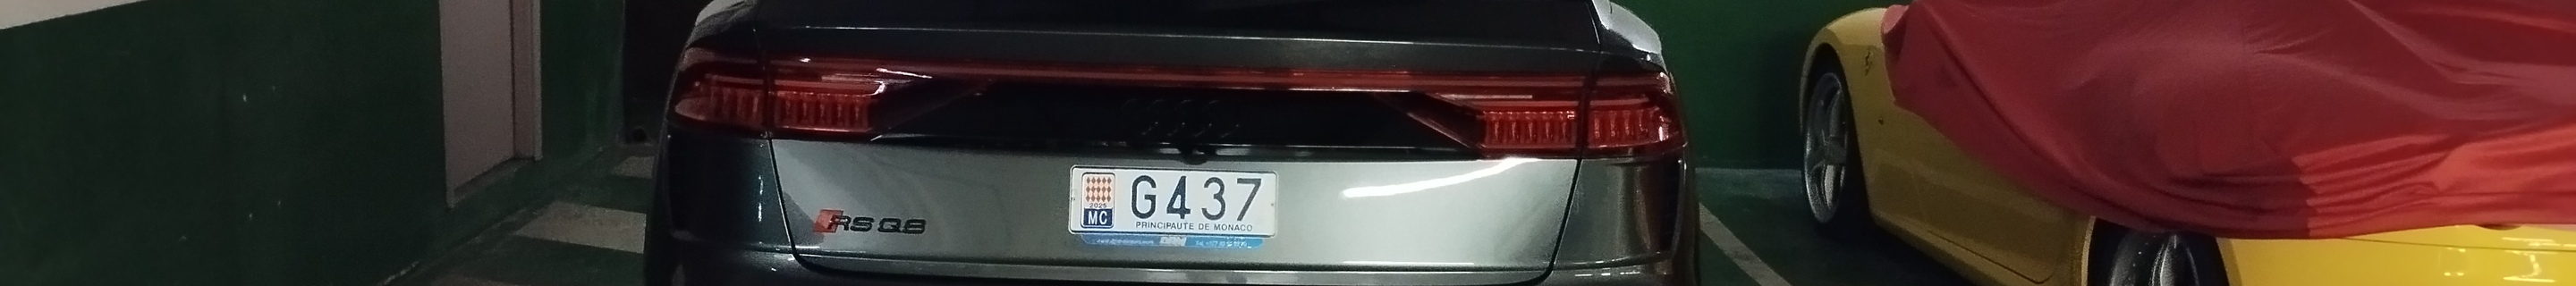 RS Q8
2025
MC
G437
PRINCIPAUTE DE MONACO